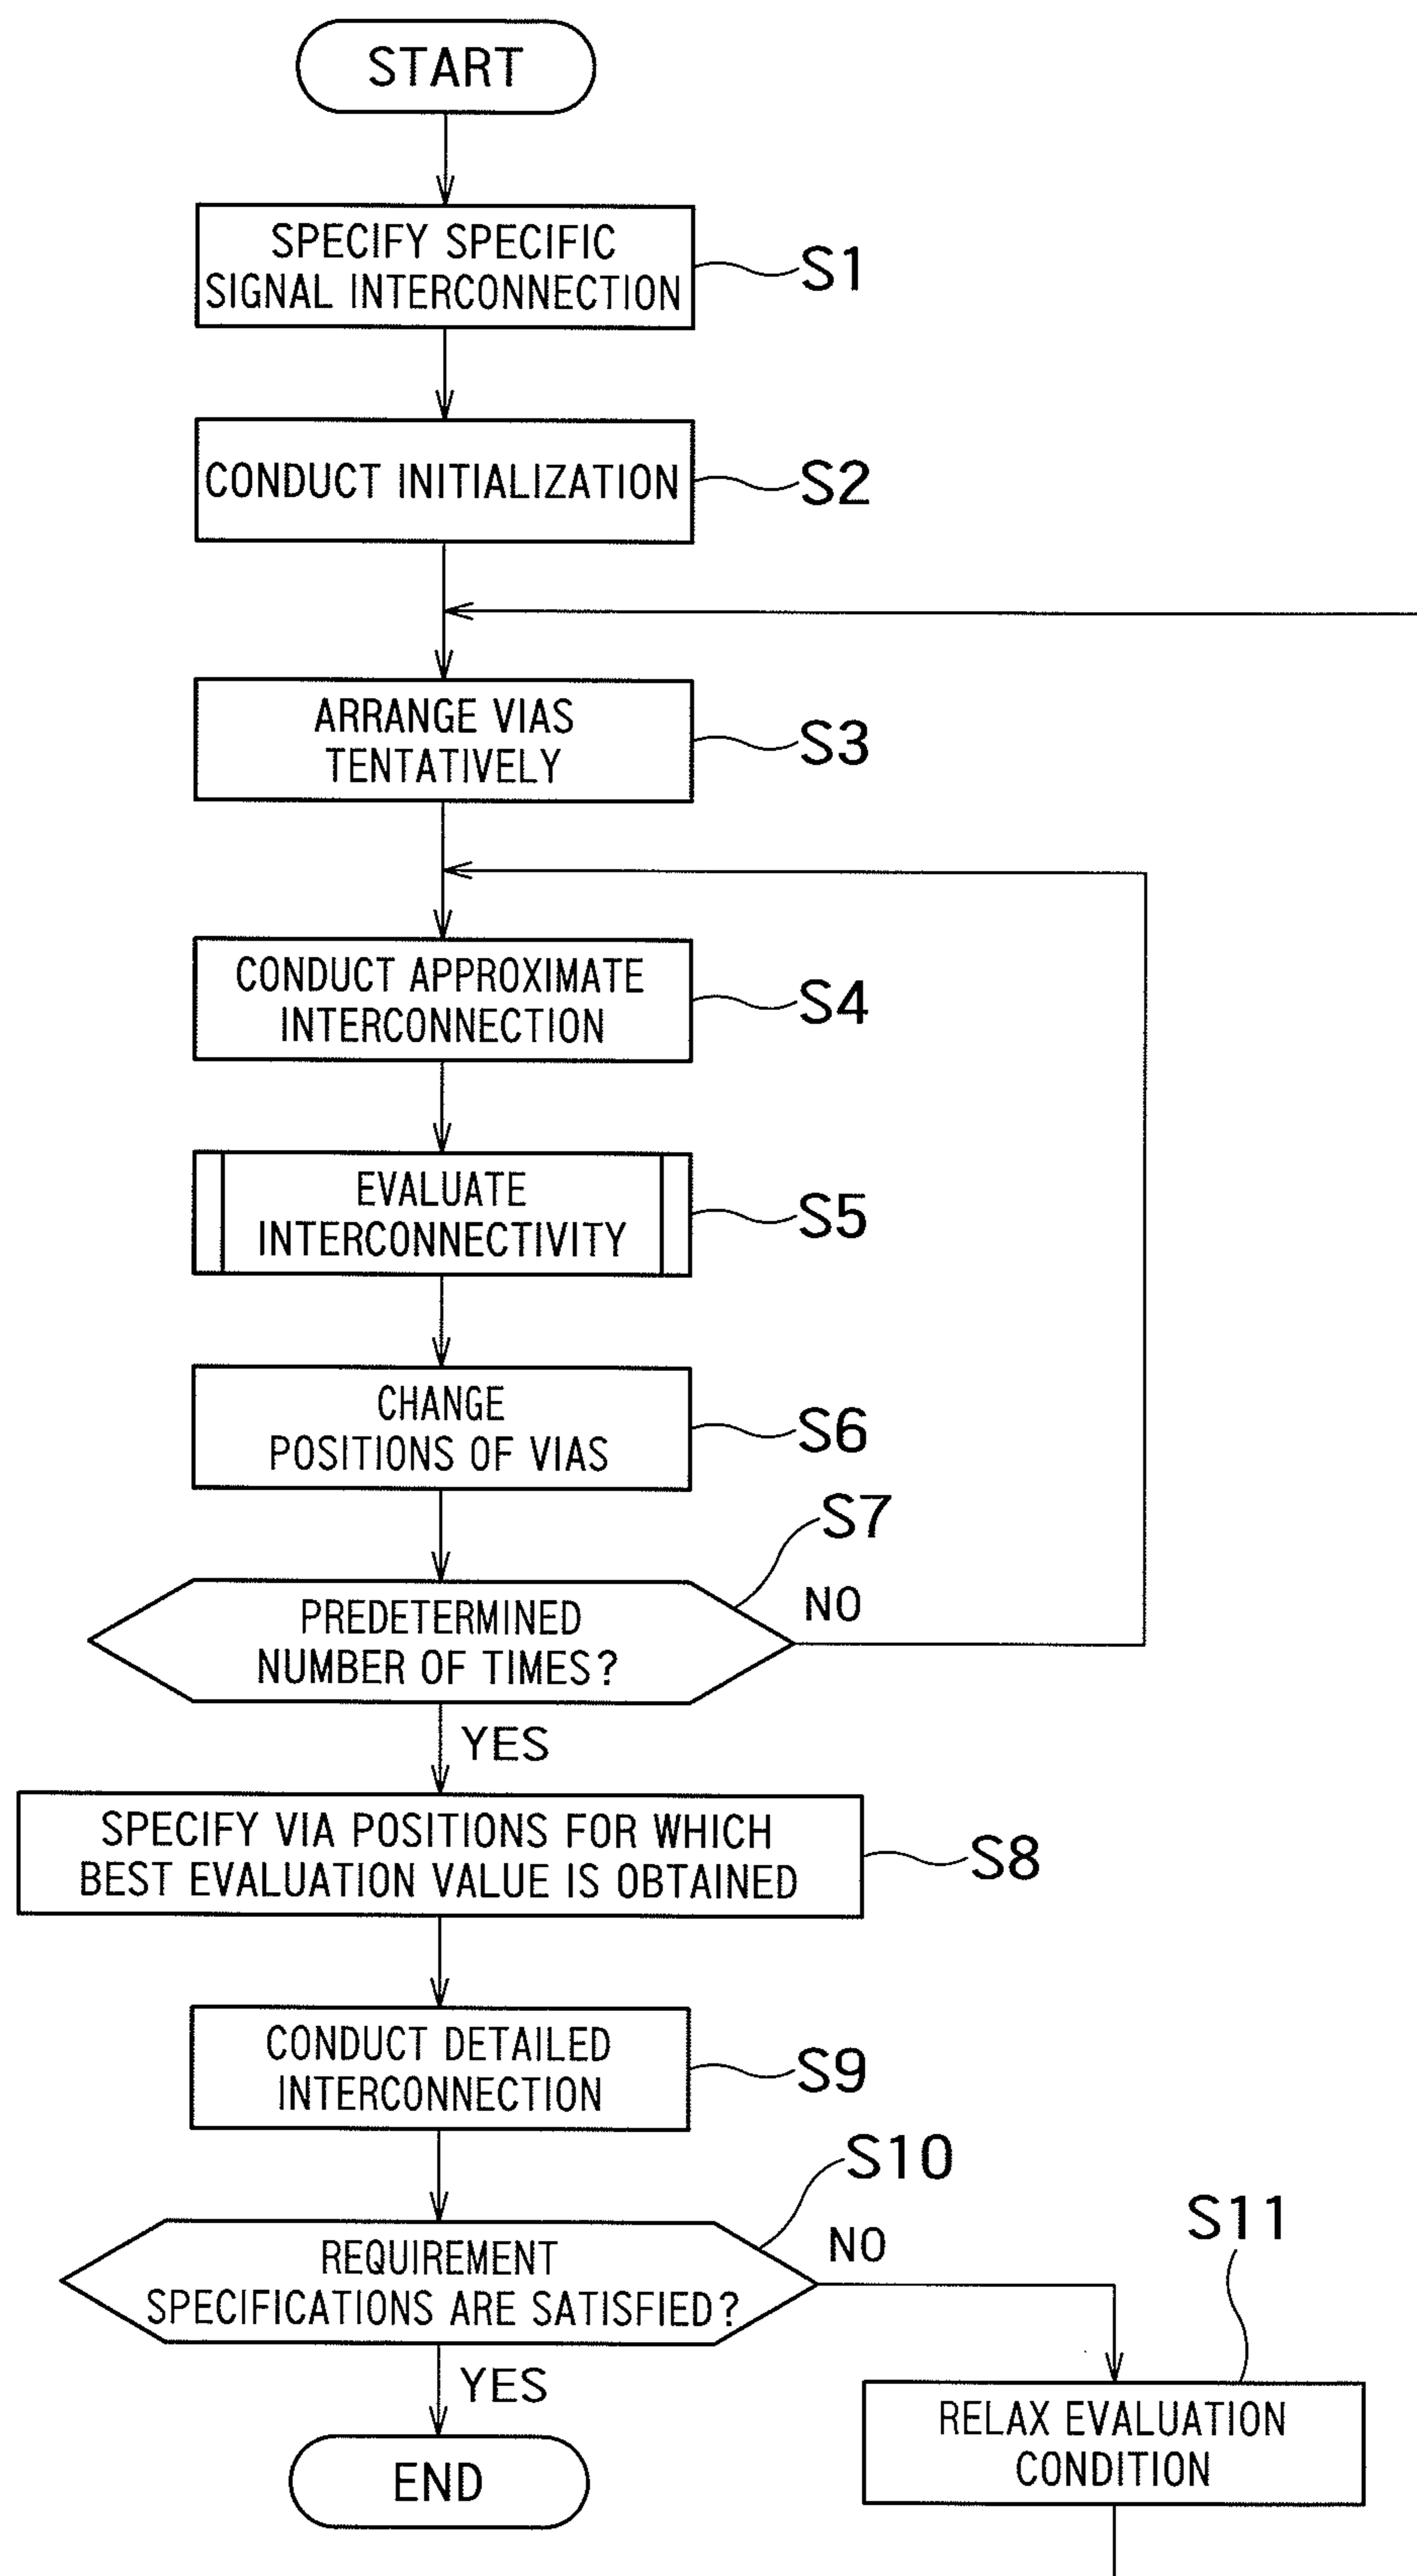 START
SPECIFY SPECIFIC
SIGNAL INTERCONNECTION
S1
CONDUCT INITIALIZATION
S2
ARRANGE VIAS
TENTATIVELY
S3
CONDUCT APPROXIMATE
INTERCONNECTION
S4
EVALUATE
INTERCONNECTIVITY
S5
CHANGE
POSITIONS OF VIAS
S6
S7
PREDETERMINED
NUMBER OF TIMES?
NO
YES
SPECIFY VIA POSITIONS FOR WHICH
BEST EVALUATION VALUE IS OBTAINED
S8
CONDUCT DETAILED
INTERCONNECTION
S9
S10
REQUIREMENT
SPECIFICATIONS ARE SATISFIED?
NO
S11
YES
RELAX EVALUATION
CONDITION
END